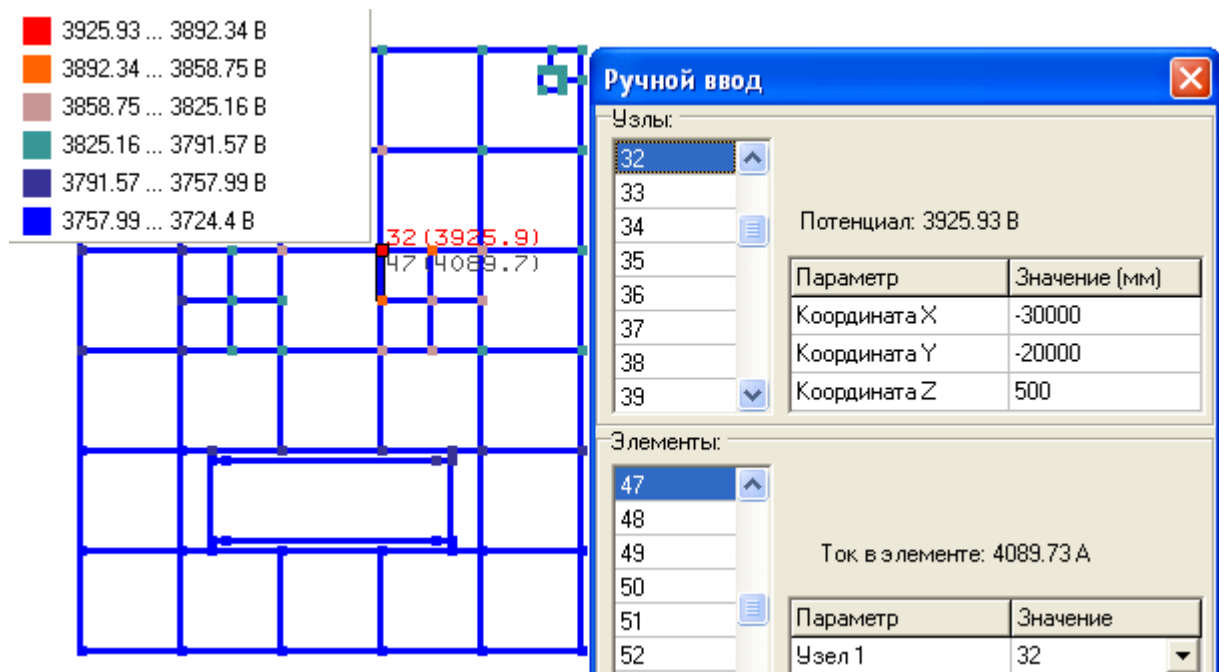 3925.93 ... 3892.34 В
3892.34 ... 3858.75 В
3858.75 ... 3825.16 В
3825.16 ... 3791.57 В
3791.57 ... 3757.99 В
3757.99 ... 3724.4 В
32(3925.9)
47(4089.7)
Ручной ввод
Узлы:
32
33
34
35
36
37
38
39
Потенциал: 3925.93 В
Параметр Значение (мм)
Координата X -30000
Координата Y -20000
Координата Z 500
Элементы:
47
48
49
50
51
52
Ток в элементе: 4089.73 А
Параметр Значение
Узел 1 32